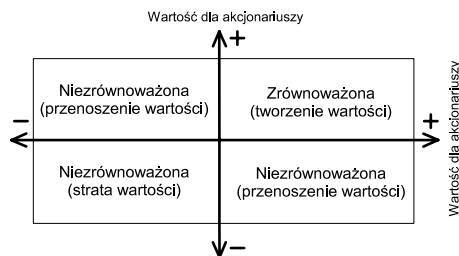 Wartość dla akcjonariuszy
+
Niezrównoważona
(przenoszenie wartości)
Zrównoważona
(tworzenie wartości)
−
+
Niezrównoważona
(strata wartości)
Niezrównoważona
(przenoszenie wartości)
−
Wartość dla akcjonariuszy